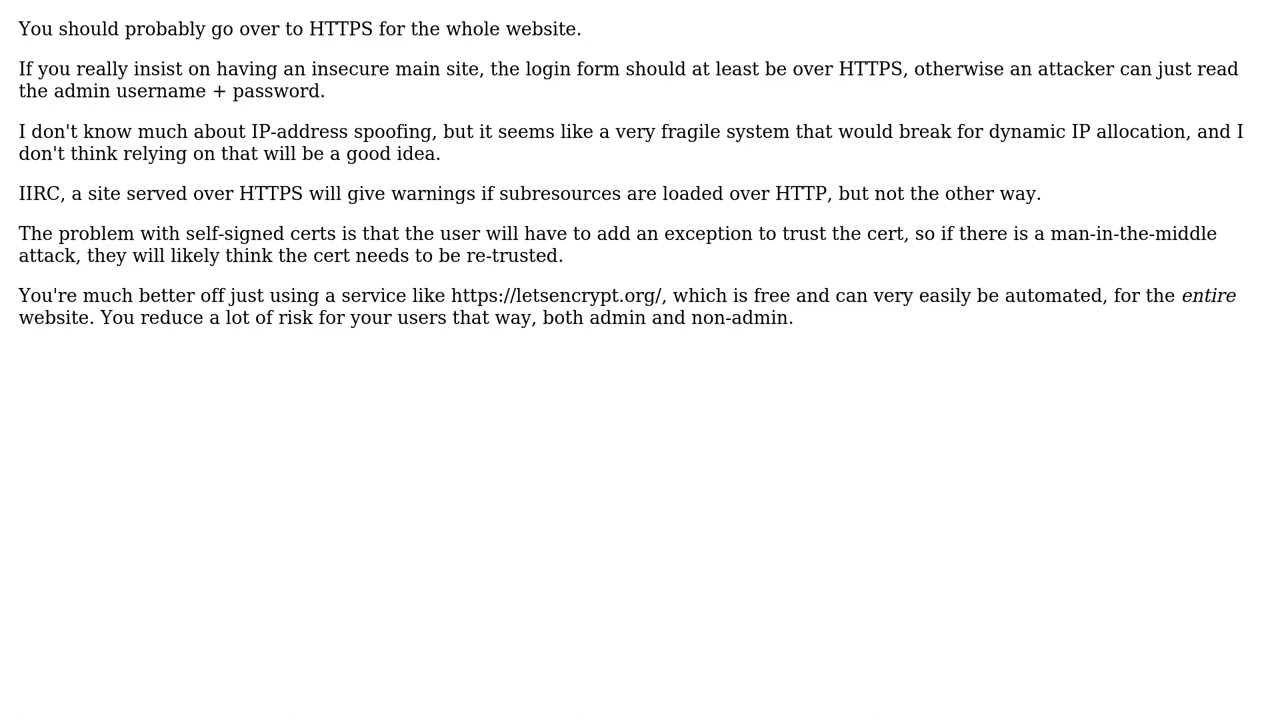 You should probably go over to HTTPS for the whole website.
If you really insist on having an insecure main site, the login form should at least be over HTTPS, otherwise an attacker can just read
the admin username + password.
I don't know much about IP-address spoofing, but it seems like a very fragile system that would break for dynamic IP allocation, and I
don't think relying on that will be a good idea.
IIRC, a site served over HTTPS will give warnings if subresources are loaded over HTTP, but not the other way.
The problem with self-signed certs is that the user will have to add an exception to trust the cert, so if there is a man-in-the-middle
attack, they will likely think the cert needs to be re-trusted.
You're much better off just using a service like https://letsencrypt.org/, which is free and can very easily be automated, for the entire
website. You reduce a lot of risk for your users that way, both admin and non-admin.